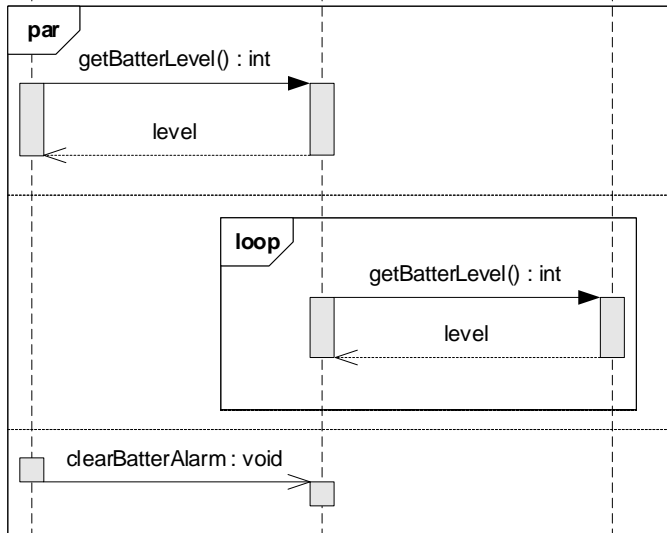 par
getBatterLevel() : int
level
loop
getBatterLevel() : int
level
clearBatterAlarm : void